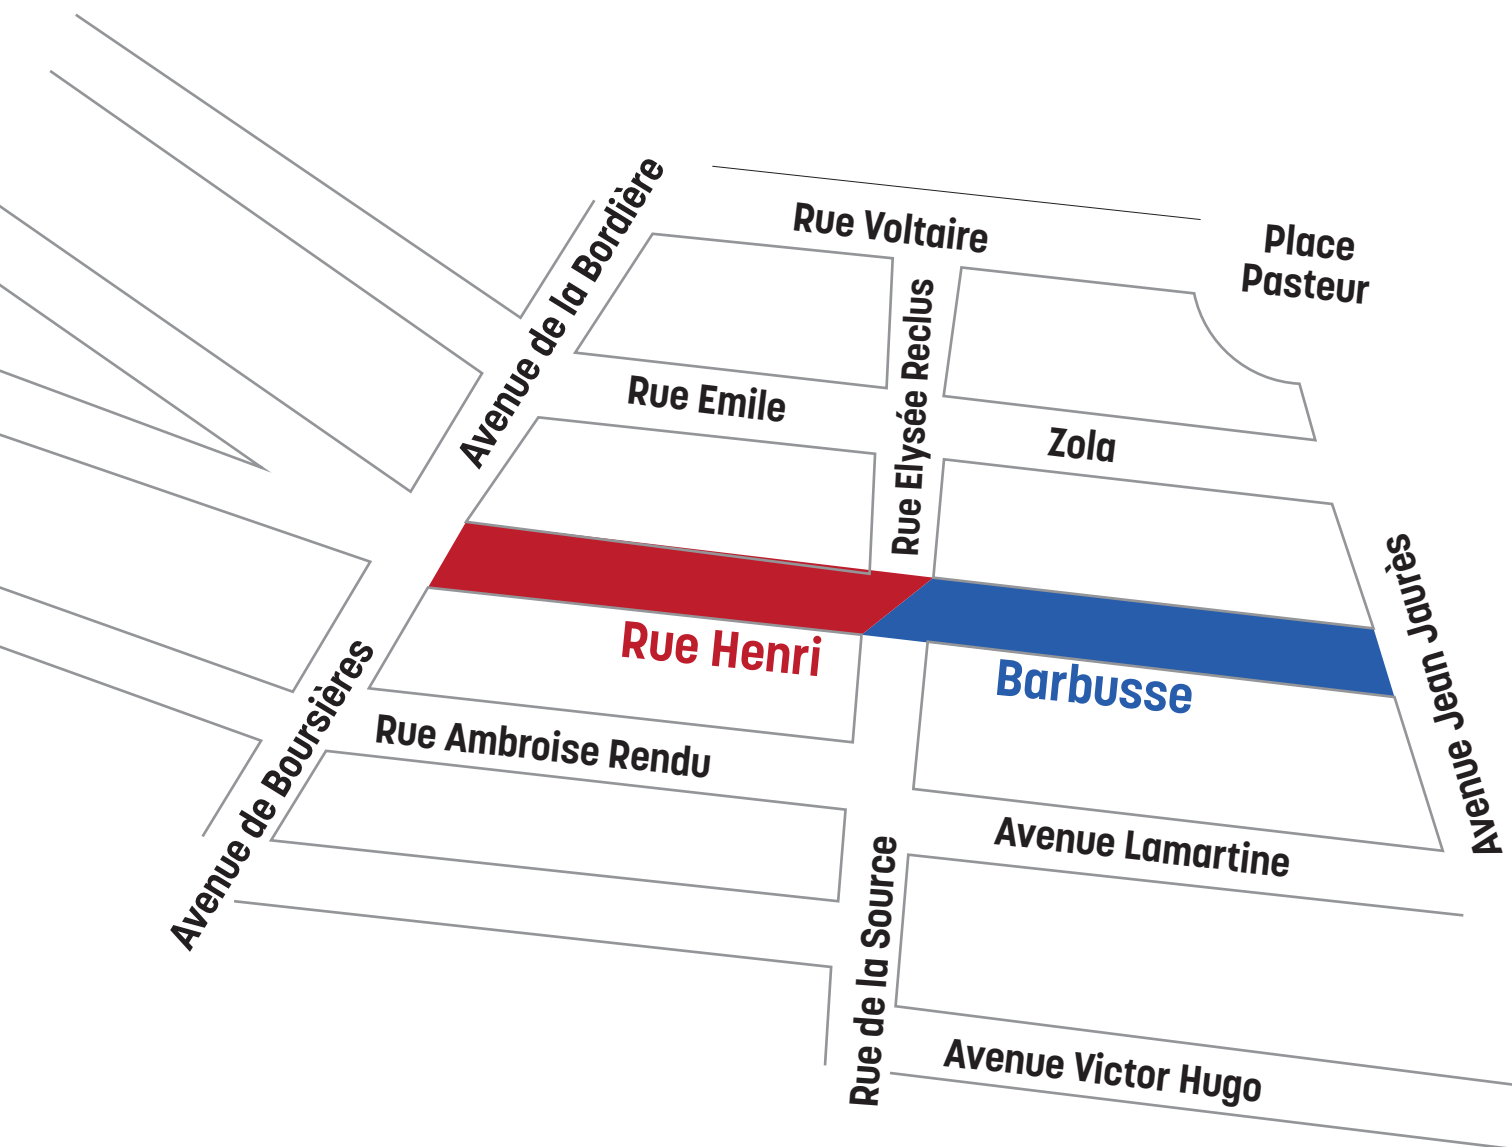 Avenue de la Bordière
Rue Voltaire
Place
Pasteur
Rue Elysée Reclus
Rue Emile
Zola
Avenue Jean Jaurès
Rue Henri
Barbusse
Avenue de Boursières
Rue Ambroise Rendu
Avenue Lamartine
Rue de la Source
Avenue Victor Hugo